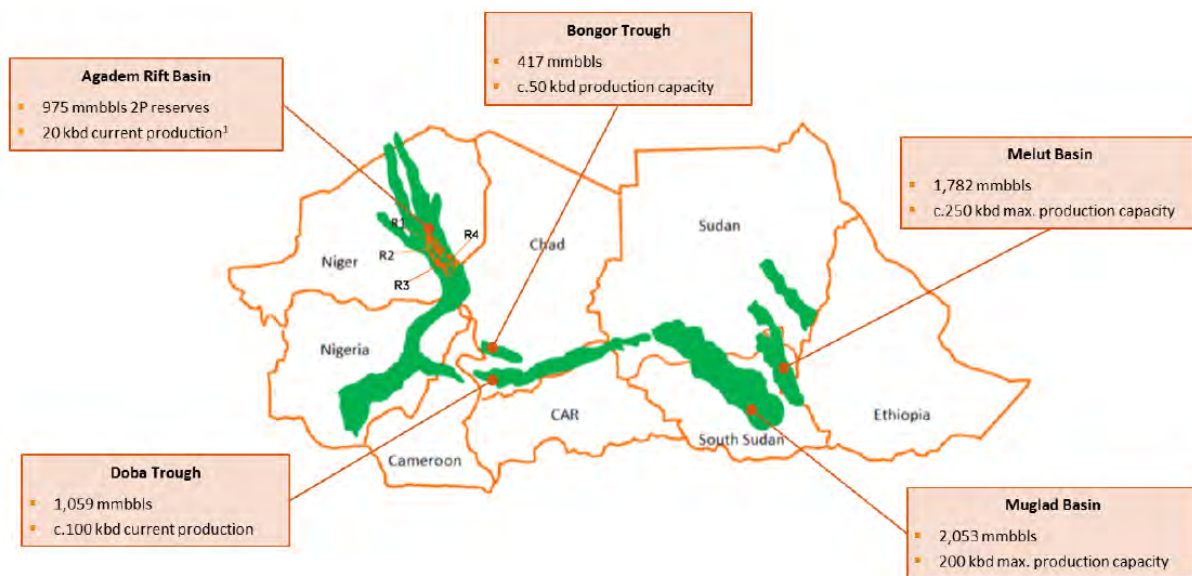 Bongor Trough
▪ 417 mmbbls
▪ c.50 kbd production capacity
Agadem Rift Basin
▪ 975 mmbbls 2P reserves
▪ 20 kbd current production¹
Melut Basin
▪ 1,782 mmbbls
▪ c.250 kbd max. production capacity
R1
R4
R2
R3
Niger
Chad
Sudan
Nigeria
CAR
Ethiopia
South Sudan
Cameroon
Doba Trough
▪ 1,059 mmbbls
▪ c.100 kbd current production
Muglad Basin
▪ 2,053 mmbbls
▪ 200 kbd max. production capacity